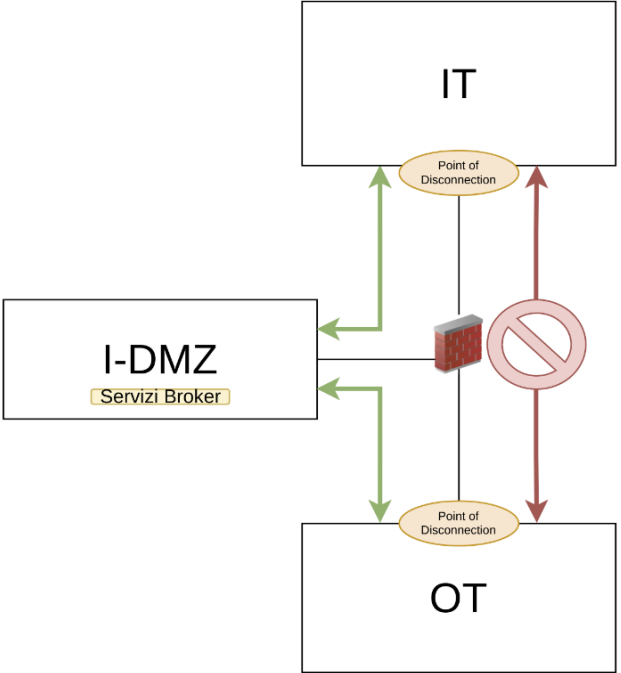 IT
Point of
Disconnection
I-DMZ
Servizi Broker
Point of
Disconnection
OT